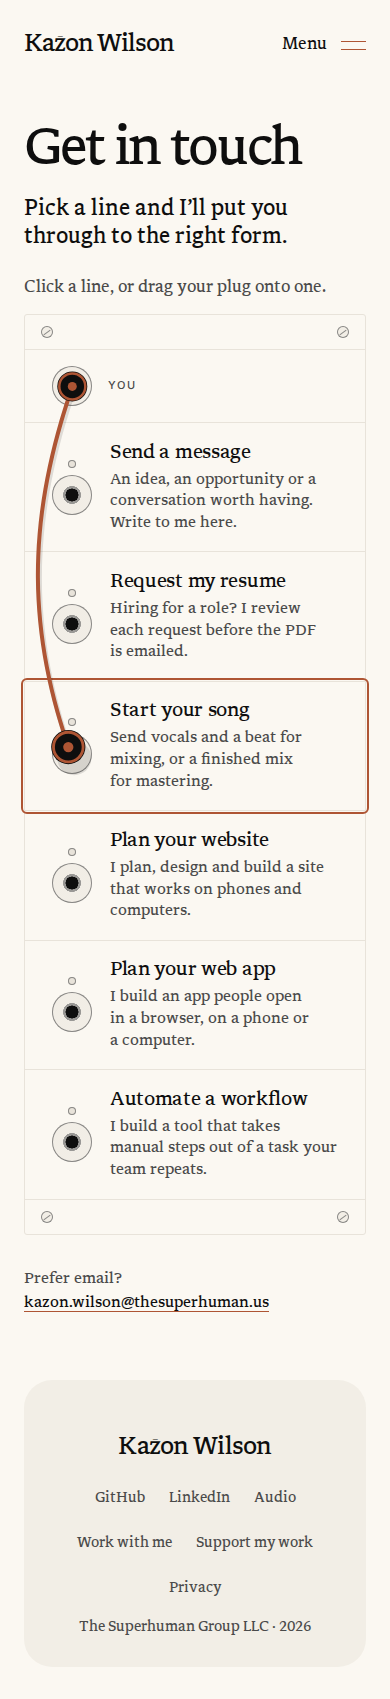 Kažon Wilson
Menu
Get in touch
Pick a line and I’ll put you
through to the right form.
Click a line, or drag your plug onto one.
YOU
Send a message
An idea, an opportunity or a
conversation worth having.
Write to me here.
Request my resume
Hiring for a role? I review
each request before the PDF
is emailed.
Start your song
Send vocals and a beat for
mixing, or a finished mix
for mastering.
Plan your website
I plan, design and build a site
that works on phones and
computers.
Plan your web app
I build an app people open
in a browser, on a phone or
a computer.
Automate a workflow
I build a tool that takes
manual steps out of a task your
team repeats.
Prefer email?
kazon.wilson@thesuperhuman.us
Kažon Wilson
GitHub LinkedIn Audio
Work with me Support my work
Privacy
The Superhuman Group LLC · 2026